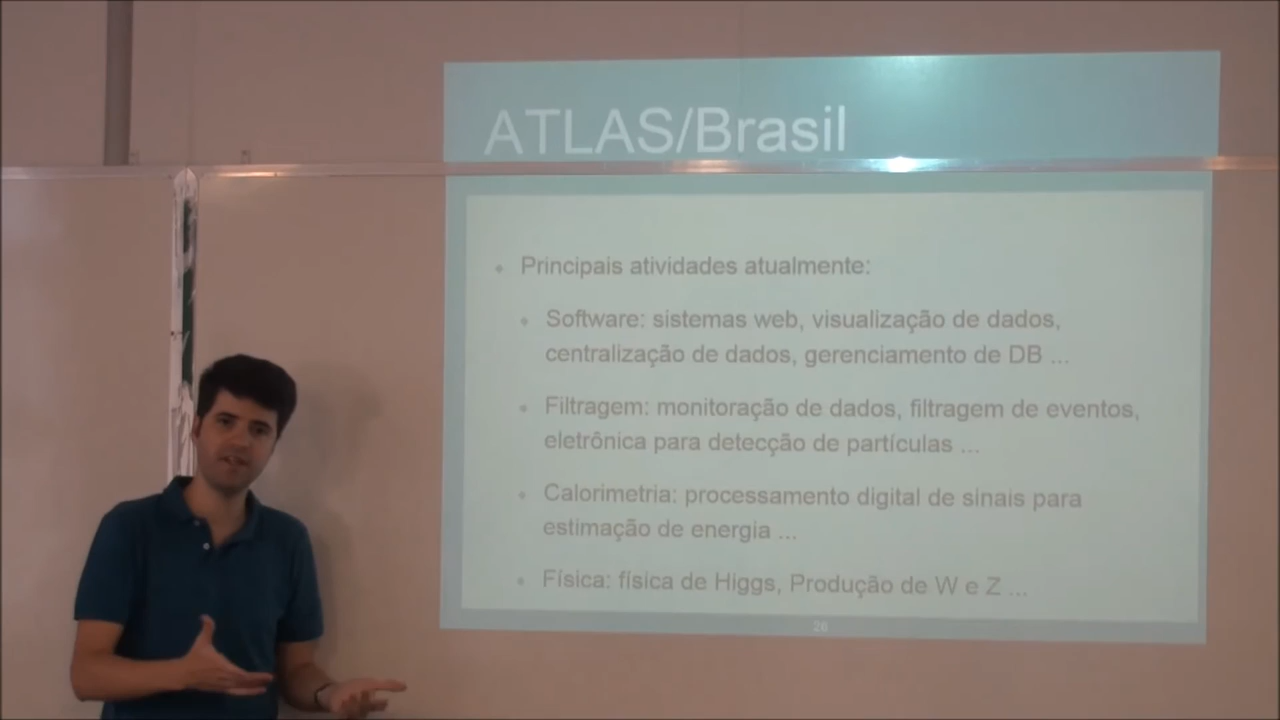 ATLAS/Brasil
Principais atividades atualmente:
Software: sistemas web, visualização de dados,
centralização de dados, gerenciamento de DB ...
Filtragem: monitoração de dados, filtragem de eventos,
eletrônica para detecção de partículas ...
Calorimetria: processamento digital de sinais para
estimação de energia ...
Física: física de Higgs, Produção de W e Z ...
26